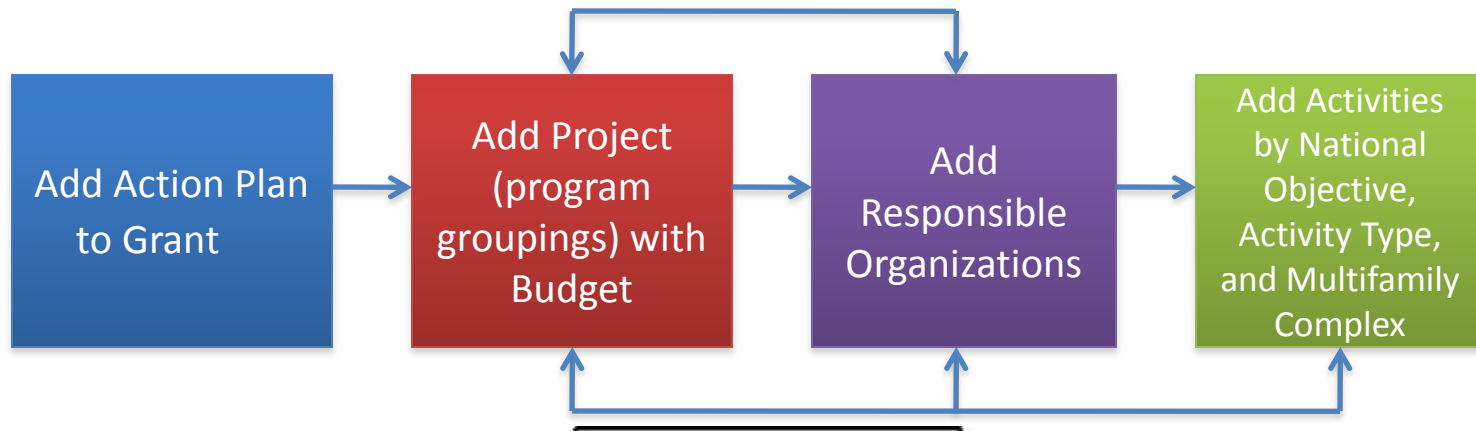 Add Action Plan
to Grant
Add Project
(program
groupings) with
Budget
Add
Responsible
Organizations
Add Activities
by National
Objective,
Activity Type,
and Multifamily
Complex